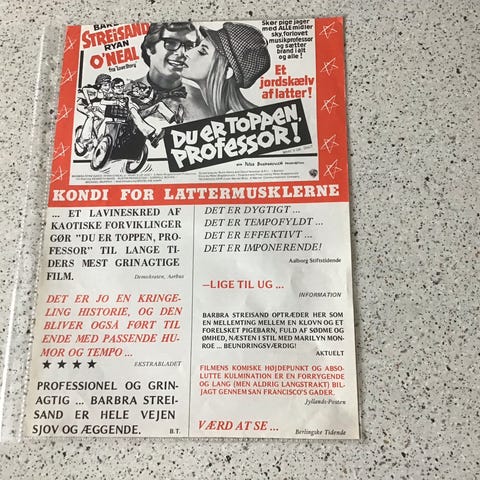 BARB
STREISAND
RYAN
O'NEAL
fra "Love Story"
Skør pige jager
med ALLE midler
sky, forlovet
musikprofessor
og sætter
brand i alt
og alle!
Et
jordskælv
af latter!
DU ER TOPPEN,
PROFESSOR!
KONDI FOR LATTERMUSKLERNE
... ET LAVINESKRED AF
KAOTISKE FORVIKLINGER
GØR "DU ER TOPPEN, PRO-
FESSOR" TIL LANGE TI-
DERS MEST GRINAGTIGE
FILM.
Demokraten, Aarhus
DET ER JO EN KRINGE-
LING HISTORIE, OG DEN
BLIVER OGSÅ FØRT TIL
ENDE MED PASSENDE HU-
MOR OG TEMPO ...
★ ★ ★ ★
EKSTRABLADET
PROFESSIONEL OG GRIN-
AGTIG ... BARBRA STREI-
SAND ER HELE VEJEN
SJOV OG ÆGGENDE.
B.T.
DET ER DYGTIGT ...
DET ER TEMPOFYLDT ...
DET ER EFFEKTIVT ...
DET ER IMPONERENDE!
Aalborg Stiftstidende
—LIGE TIL UG ...
INFORMATION
BARBRA STREISAND OPTRÆDER HER SOM
EN MELLEMTING MELLEM EN KLOVN OG ET
FORELSKET PIGEBARN, FULD AF SØDME OG
ØMHED, NÆSTEN I STIL MED MARILYN MON-
ROE ... BEUNDRINGSVÆRDIG!
AKTUELT
FILMENS KOMISKE HØJDEPUNKT OG ABSO-
LUTTE KULMINATION ER EN FORRYGENDE
OG LANG (MEN ALDRIG LANGSTRAKT) BIL-
JAGT GENNEM SAN FRANCISCO'S GADER.
Jyllands-Posten
VÆRD AT SE ...
Berlingske Tidende